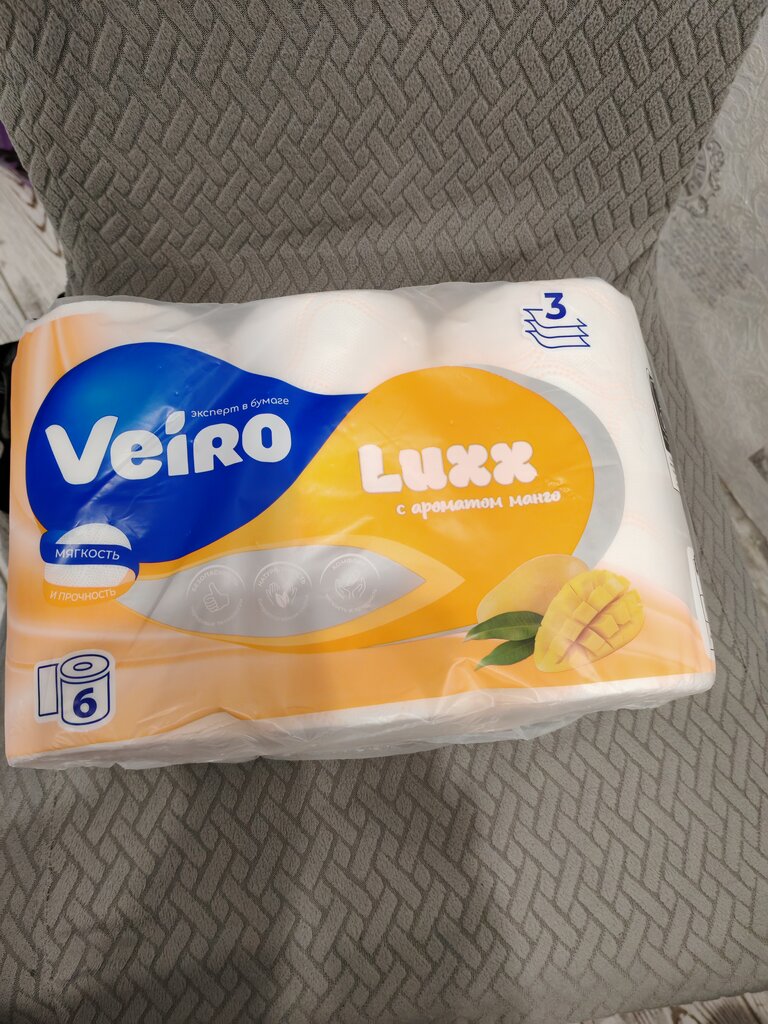 3
эксперт в бумаге
Veiro
Luxx
с ароматом манго
МЯГКОСТЬ
И ПРОЧНОСТЬ
6